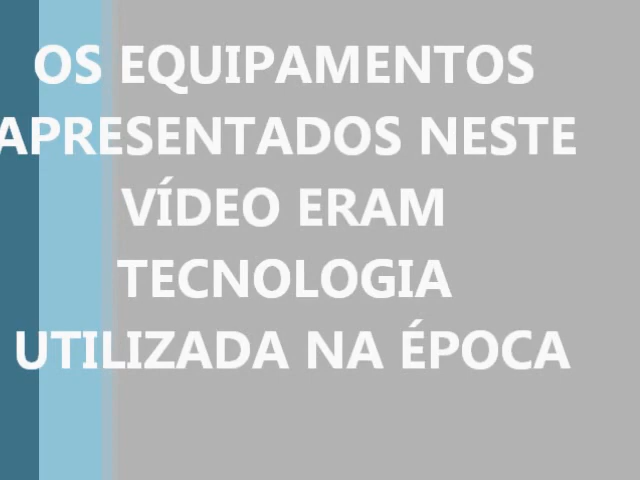 OS EQUIPAMENTOS
APRESENTADOS NESTE
VÍDEO ERAM
TECNOLOGIA
UTILIZADA NA ÉPOCA